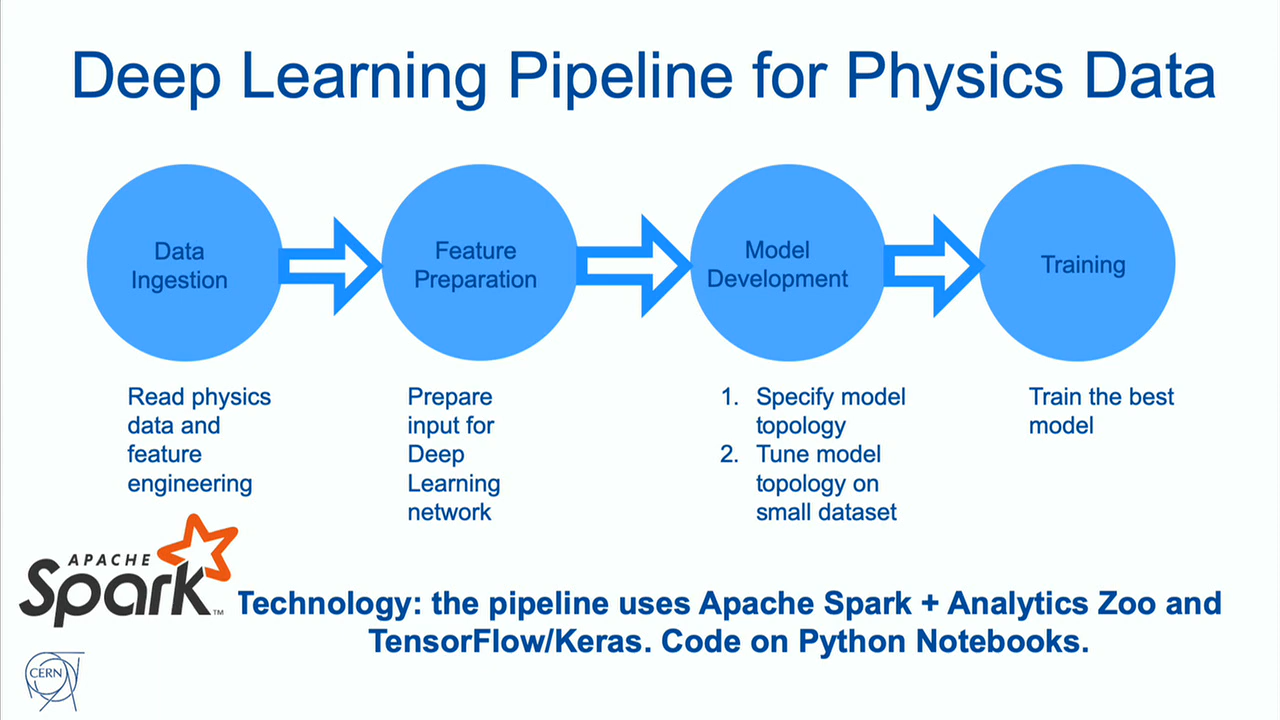 Deep Learning Pipeline for Physics Data
Data
Ingestion
Feature
Preparation
Model
Development
Training
Read physics
data and
feature
engineering
Prepare
input for
Deep
Learning
network
1. Specify model
topology
2. Tune model
topology on
small dataset
Train the best
model
APACHE
Spark™
Technology: the pipeline uses Apache Spark + Analytics Zoo and
TensorFlow/Keras. Code on Python Notebooks.
CERN